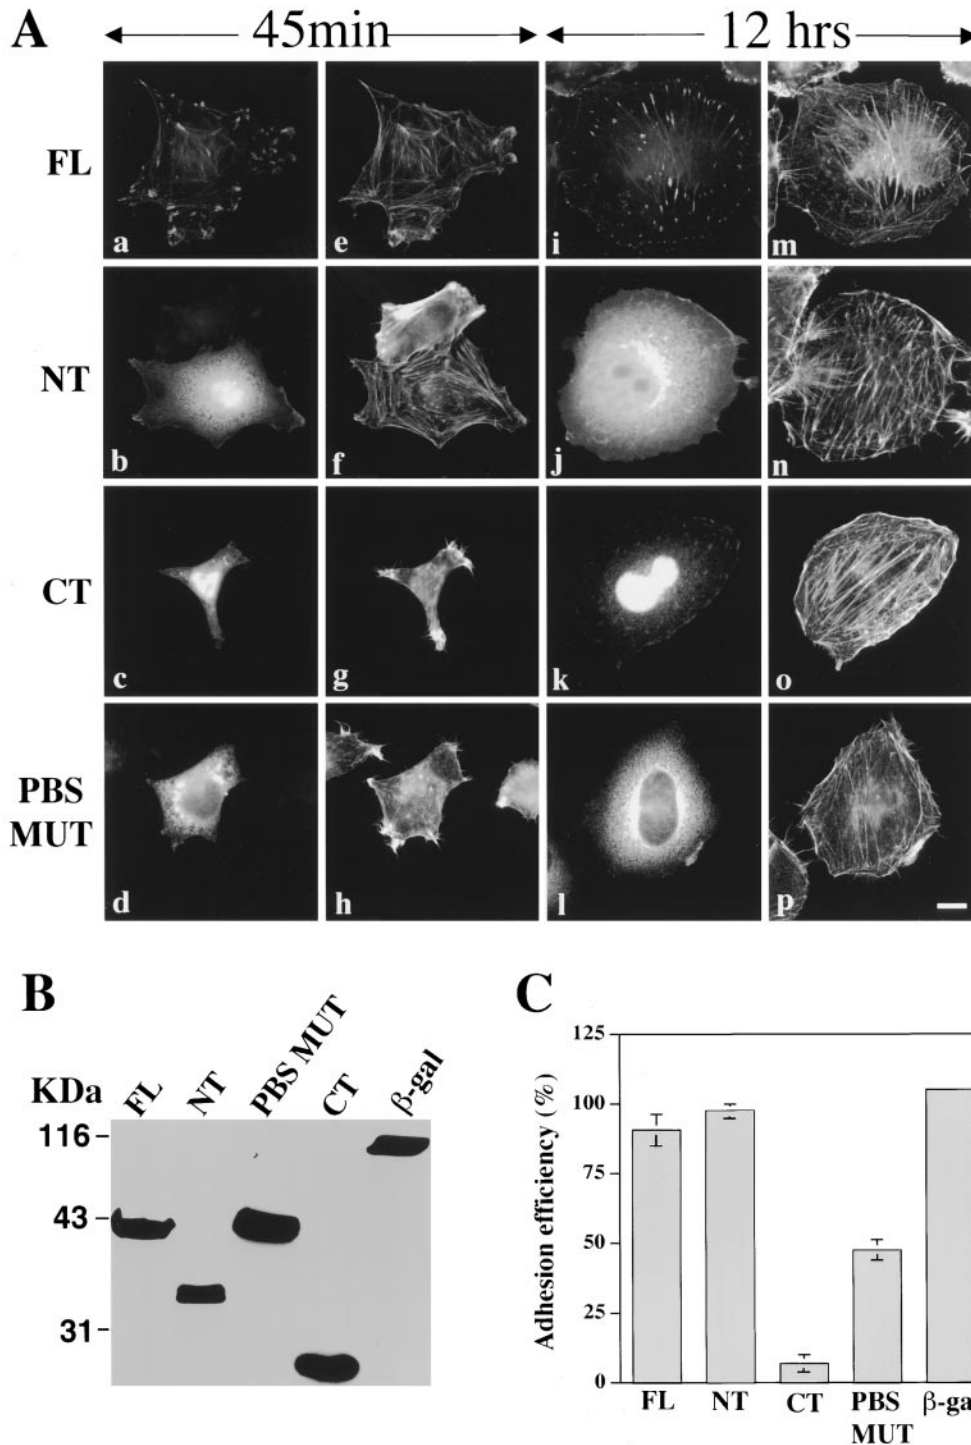 A 45min 12 hrs
FL a e i m
NT b f j n
CT c g k o
PBS
MUT d h l p
B
KDa FL NT PBS MUT CT β-gal
116
43
31
C
Adhesion efficiency (%)
125
100
75
50
25
0
FL NT CT PBS MUT β-gal